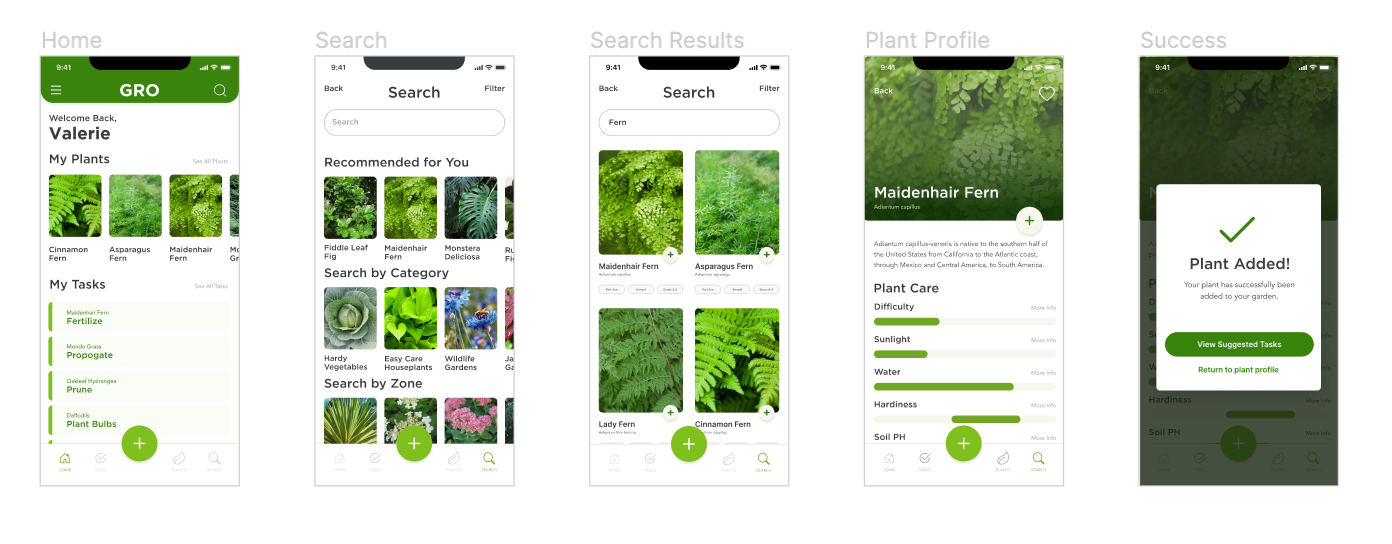 Home
9:41
GRO
Welcome Back,
Valerie
My Plants
See All Plants
Cinnamon
Fern
Asparagus
Fern
Maidenhair
Fern
Mo
Gr
My Tasks
See All Tasks
Maidenhair Fern
Fertilize
Mondo Grass
Propogate
Oakleaf Hydrangea
Prune
Daffodils
Plant Bulbs
+
HOME
TASKS
PLANTS
SEARCH
Search
9:41
Back
Search
Filter
Search
Recommended for You
Fiddle Leaf
Fig
Maidenhair
Fern
Monstera
Deliciosa
Ru
Fig
Search by Category
Hardy
Vegetables
Easy Care
Houseplants
Wildlife
Gardens
Ja
Ga
Search by Zone
+
HOME
TASKS
PLANTS
SEARCH
Search Results
9:41
Back
Search
Filter
Fern
+
Maidenhair Fern
Adiantum capillus
+
Asparagus Fern
+
Lady Fern
+
Cinnamon Fern
+
HOME
TASKS
PLANTS
SEARCH
Plant Profile
9:41
Back
Maidenhair Fern
Adiantum capillus
+
Adiantum capillus-veneris is native to the southern half of
the United States from California to the Atlantic coast,
through Mexico and Central America, to South America.
Plant Care
Difficulty
More Info
Sunlight
More Info
Water
More Info
Hardiness
More Info
Soil PH
More Info
+
HOME
TASKS
PLANTS
SEARCH
Success
9:41
Back
Plant Added!
Your plant has successfully been
added to your garden.
View Suggested Tasks
Return to plant profile
Hardiness
More Info
Soil PH
More Info
+
HOME
TASKS
PLANTS
SEARCH